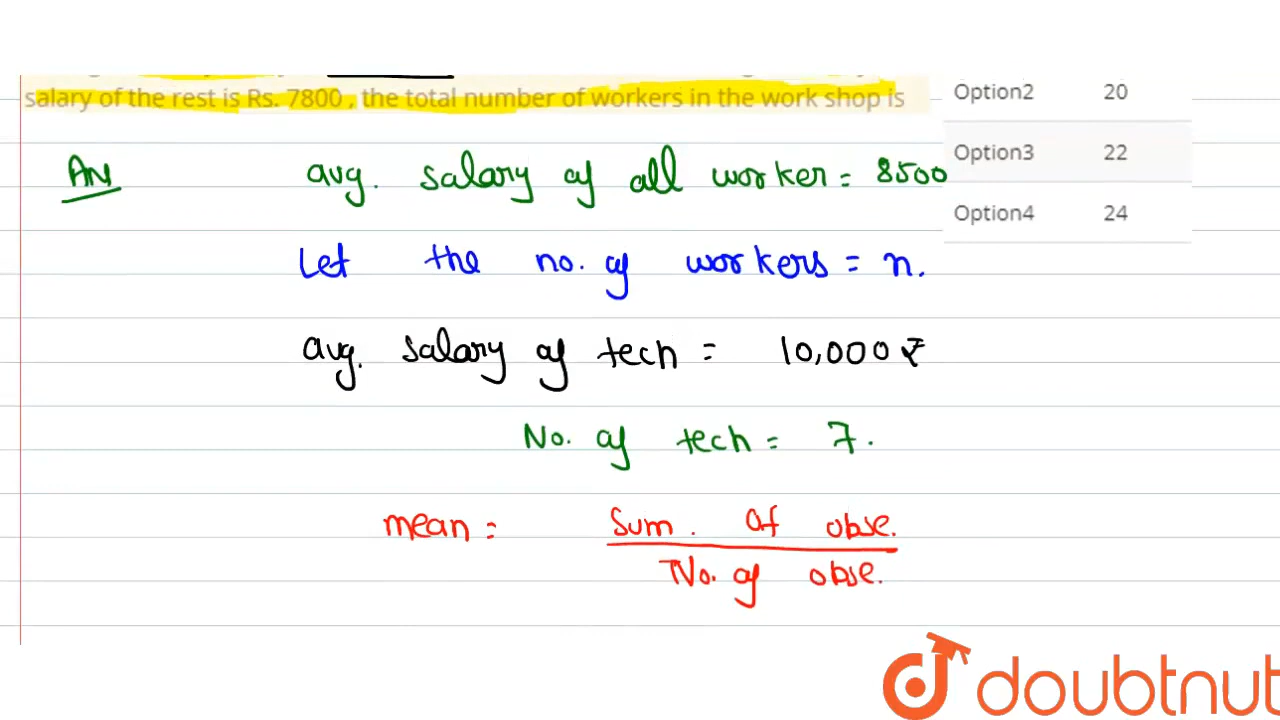 salary of the rest is Rs. 7800 , the total number of workers in the work shop is
Option2 20
Option3 22
Option4 24
avg. salary of all worker = 8500
Let the no. of workers = n.
avg. salary of tech = 10,000 ₹
No. of tech = 7.
mean = Sum. of obse.
No. of obse.
doubtnut